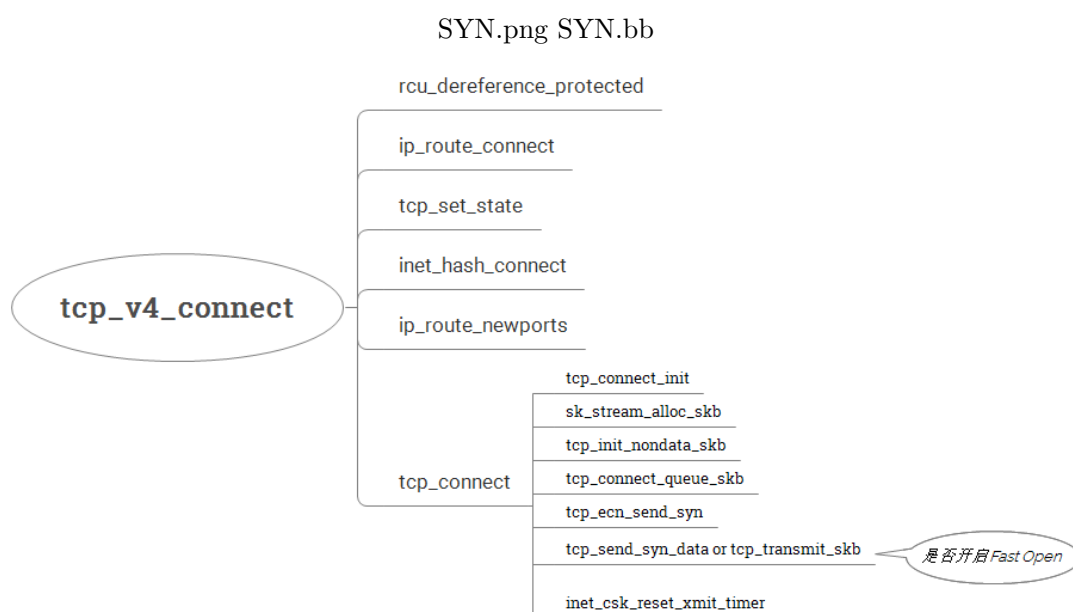 SYN.png SYN.bb
rcu_dereference_protected
ip_route_connect
tcp_set_state
inet_hash_connect
tcp_v4_connect
ip_route_newports
tcp_connect_init
sk_stream_alloc_skb
tcp_init_nondata_skb
tcp_connect
tcp_connect_queue_skb
tcp_ecn_send_syn
tcp_send_syn_data or tcp_transmit_skb
是否开启Fast Open
inet_csk_reset_xmit_timer